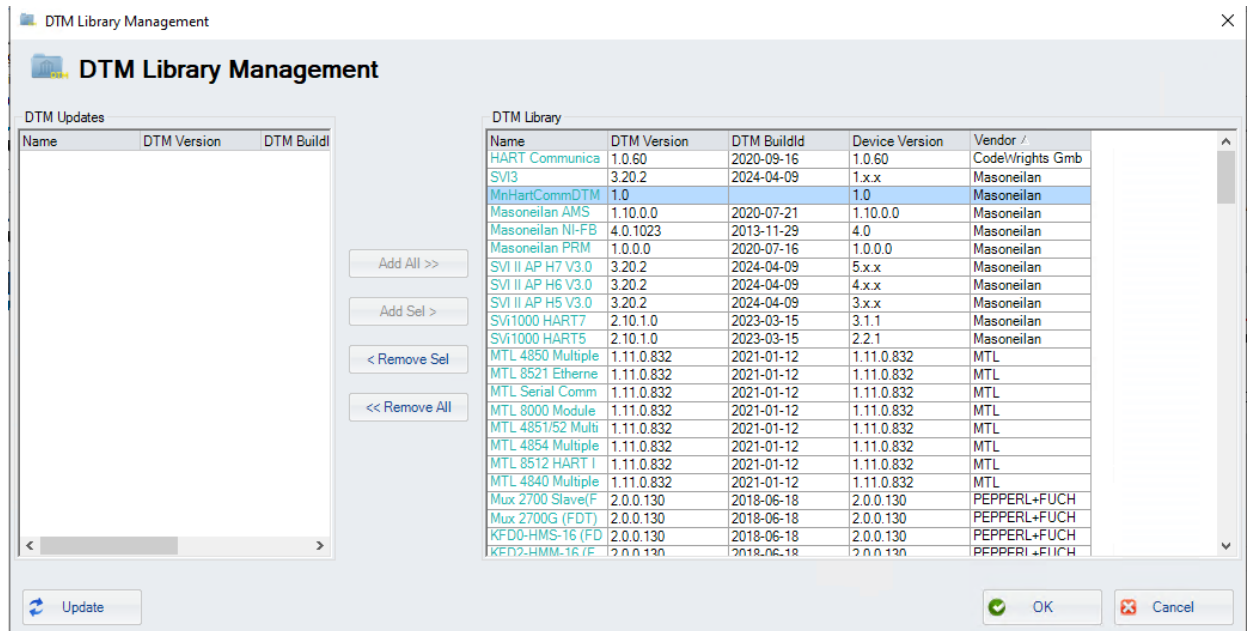 DTM Library Management
DTM Library Management
DTM Updates
Name DTM Version DTM BuildI
Add All >>
Add Sel >
< Remove Sel
<< Remove All
DTM Library
Name DTM Version DTM BuildId Device Version Vendor
HART Communica 1.0.60 2020-09-16 1.0.60 CodeWrights Gmb
SVI3 3.20.2 2024-04-09 1.x.x Masoneilan
MnHartCommDTM 1.0 1.0 Masoneilan
Masoneilan AMS 1.10.0.0 2020-07-21 1.10.0.0 Masoneilan
Masoneilan NI-FB 4.0.1023 2013-11-29 4.0 Masoneilan
Masoneilan PRM 1.0.0.0 2020-07-16 1.0.0.0 Masoneilan
SVI II AP H7 V3.0 3.20.2 2024-04-09 5.x.x Masoneilan
SVI II AP H6 V3.0 3.20.2 2024-04-09 4.x.x Masoneilan
SVI II AP H5 V3.0 3.20.2 2024-04-09 3.x.x Masoneilan
SVi1000 HART7 2.10.1.0 2023-03-15 3.1.1 Masoneilan
SVi1000 HART5 2.10.1.0 2023-03-15 2.2.1 Masoneilan
MTL 4850 Multiple 1.11.0.832 2021-01-12 1.11.0.832 MTL
MTL 8521 Etherne 1.11.0.832 2021-01-12 1.11.0.832 MTL
MTL Serial Comm 1.11.0.832 2021-01-12 1.11.0.832 MTL
MTL 8000 Module 1.11.0.832 2021-01-12 1.11.0.832 MTL
MTL 4851/52 Multi 1.11.0.832 2021-01-12 1.11.0.832 MTL
MTL 4854 Multiple 1.11.0.832 2021-01-12 1.11.0.832 MTL
MTL 8512 HART I 1.11.0.832 2021-01-12 1.11.0.832 MTL
MTL 4840 Multiple 1.11.0.832 2021-01-12 1.11.0.832 MTL
Mux 2700 Slave(F 2.0.0.130 2018-06-18 2.0.0.130 PEPPERL+FUCH
Mux 2700G (FDT) 2.0.0.130 2018-06-18 2.0.0.130 PEPPERL+FUCH
KFD0-HMS-16 (FD 2.0.0.130 2018-06-18 2.0.0.130 PEPPERL+FUCH
KFD2-HMM-16 (F 2.0.0.130 2018-06-18 2.0.0.130 PEPPERL+FUCH
Update
OK
Cancel